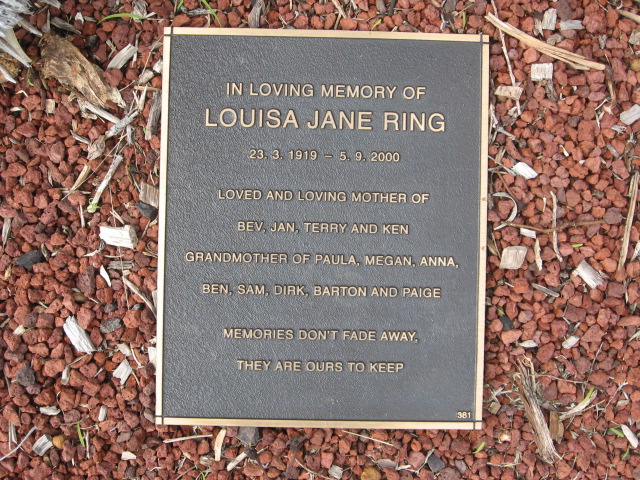 IN LOVING MEMORY OF
LOUISA JANE RING
23. 3. 1919 – 5. 9. 2000
LOVED AND LOVING MOTHER OF
BEV, JAN, TERRY AND KEN
GRANDMOTHER OF PAULA, MEGAN, ANNA,
BEN, SAM, DIRK, BARTON AND PAIGE
MEMORIES DON'T FADE AWAY,
THEY ARE OURS TO KEEP
381